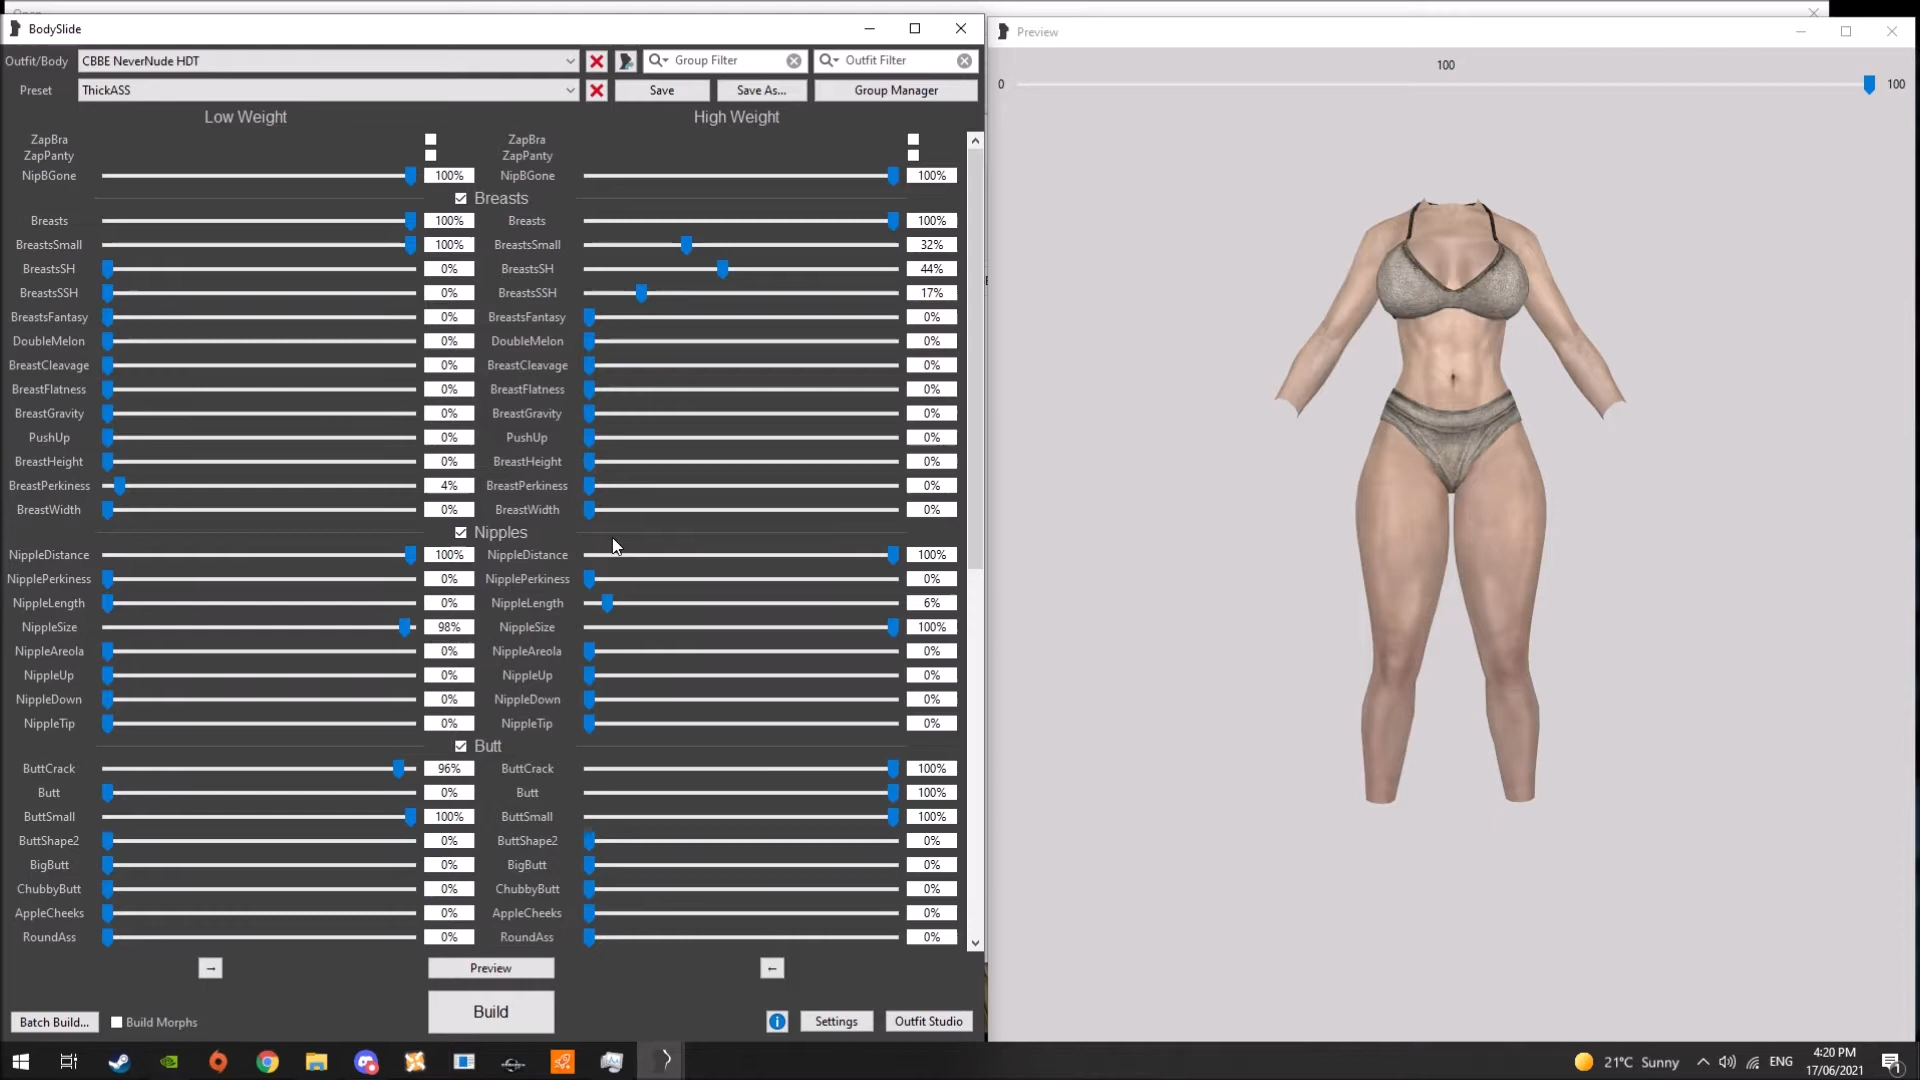 Open
BodySlide
Preview
Outfit/Body CBBE NeverNude HDT Group Filter Outfit Filter
100
Preset ThickASS Save Save As... Group Manager
0 100
Low Weight High Weight
ZapBra ZapBra
ZapPanty ZapPanty
NipBGone 100% NipBGone 100%
Breasts
Breasts 100% Breasts 100%
BreastsSmall 100% BreastsSmall 32%
BreastsSH 0% BreastsSH 44%
BreastsSSH 0% BreastsSSH 17%
BreastsFantasy 0% BreastsFantasy 0%
DoubleMelon 0% DoubleMelon 0%
BreastCleavage 0% BreastCleavage 0%
BreastFlatness 0% BreastFlatness 0%
BreastGravity 0% BreastGravity 0%
PushUp 0% PushUp 0%
BreastHeight 0% BreastHeight 0%
BreastPerkiness 4% BreastPerkiness 0%
BreastWidth 0% BreastWidth 0%
Nipples
NippleDistance 100% NippleDistance 100%
NipplePerkiness 0% NipplePerkiness 0%
NippleLength 0% NippleLength 6%
NippleSize 98% NippleSize 100%
NippleAreola 0% NippleAreola 0%
NippleUp 0% NippleUp 0%
NippleDown 0% NippleDown 0%
NippleTip 0% NippleTip 0%
Butt
ButtCrack 96% ButtCrack 100%
Butt 0% Butt 100%
ButtSmall 100% ButtSmall 100%
ButtShape2 0% ButtShape2 0%
BigButt 0% BigButt 0%
ChubbyButt 0% ChubbyButt 0%
AppleCheeks 0% AppleCheeks 0%
RoundAss 0% RoundAss 0%
→ Preview ←
Build
Batch Build... Build Morphs Settings Outfit Studio
21°C Sunny ENG 4:20 PM
17/06/2021 1